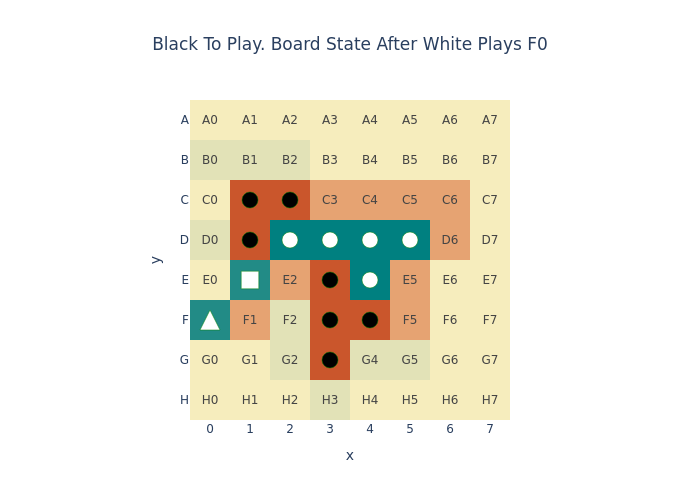 Black To Play. Board State After White Plays F0
A A0 A1 A2 A3 A4 A5 A6 A7
B B0 B1 B2 B3 B4 B5 B6 B7
C C0 C3 C4 C5 C6 C7
D D0 D6 D7
E E0 E2 E5 E6 E7
F F1 F2 F5 F6 F7
G G0 G1 G2 G4 G5 G6 G7
H H0 H1 H2 H3 H4 H5 H6 H7
0 1 2 3 4 5 6 7
x
y